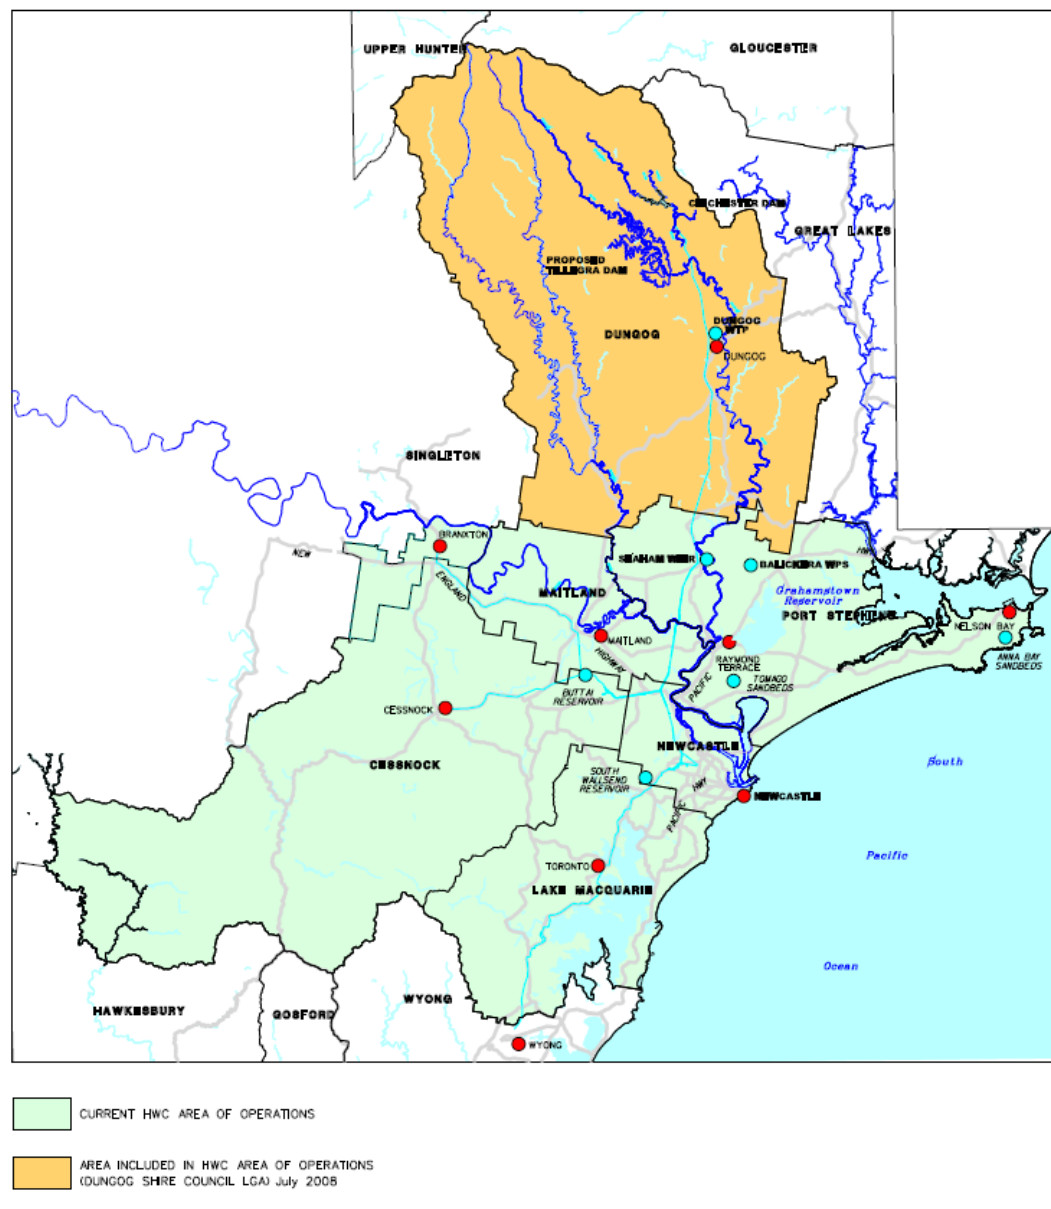 UPPER HUNTER
GLOUCESTER
CHICHESTER DAM
GREAT LAKES
PROPOSED
TILLEGRA DAM
DUNGOG
WTP
DUNGOG
DUNGOG
SINGLETON
BRANXTON
NEW
ENGLAND
HIGHWAY
SEAHAM WEIR
BALICKERA WPS
HWY
MAITLAND
Grahamstown
Reservoir
PORT STEPHENS
NELSON BAY
MAITLAND
RAYMOND
TERRACE
ANNA BAY
SANDBEDS
PACIFIC
TOMAGO
SANDBEDS
BUTTAI
RESERVOIR
CESSNOCK
NEWCASTLE
CESSNOCK
SOUTH
WALLSEND
RESERVOIR
South
PACIFIC
HWY
NEWCASTLE
Pacific
TORONTO
LAKE MACQUARIE
Ocean
HAWKESBURY
GOSFORD
WYONG
WYONG
CURRENT HWC AREA OF OPERATIONS
AREA INCLUDED IN HWC AREA OF OPERATIONS
(DUNGOG SHIRE COUNCIL LGA) July 2008